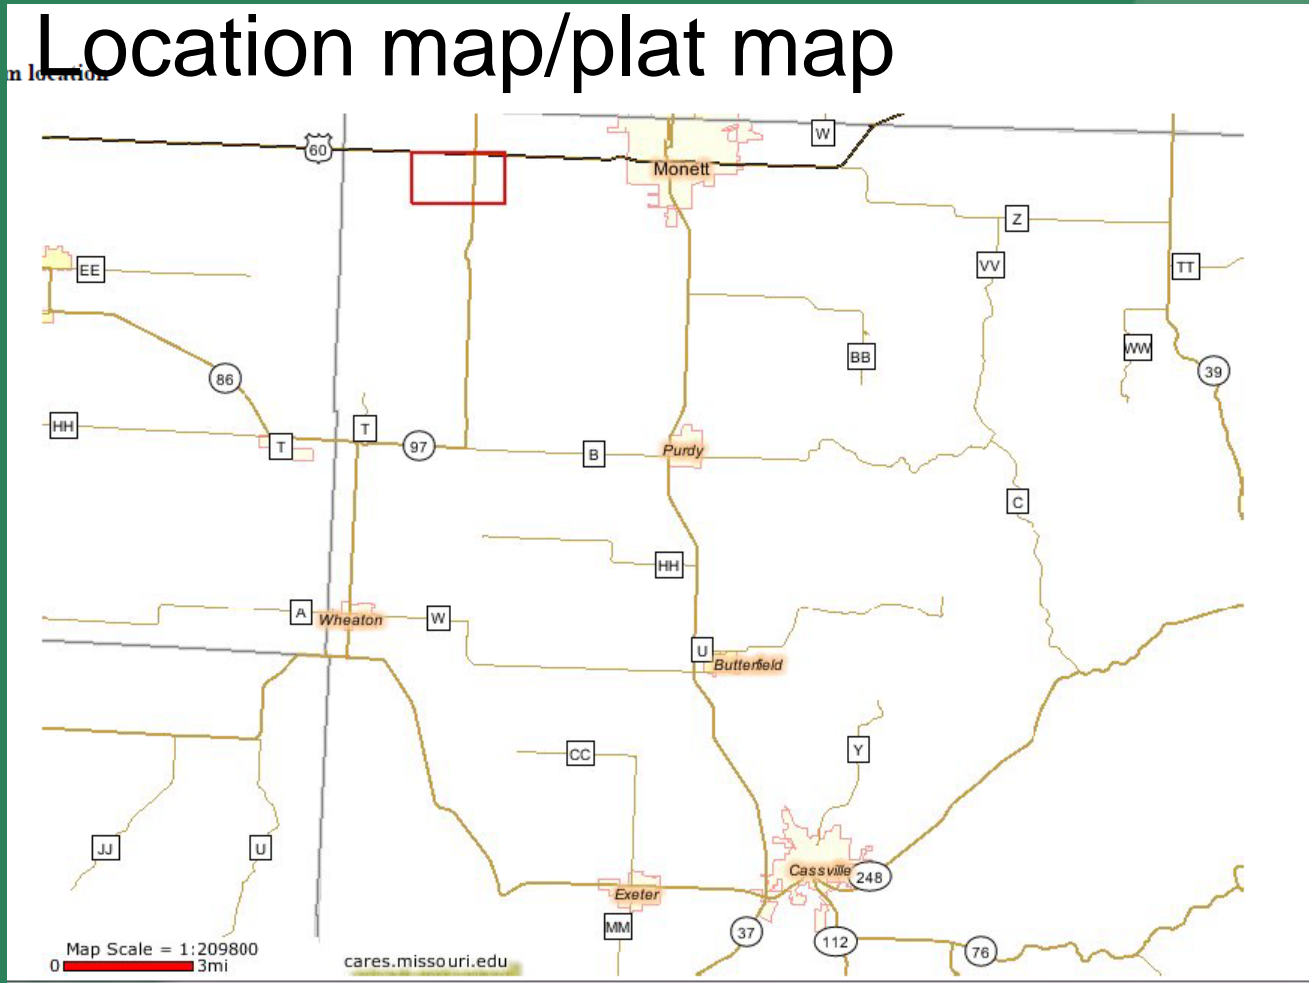 Location map/plat map
m location
W
60
Monett
Z
EE
VV
TT
WW
BB
39
86
HH
T
T
97
B
Purdy
C
HH
A
Wheaton
W
U
Butterfield
CC
Y
JJ
U
Cassville
248
Exeter
MM
37
112
76
Map Scale = 1:209800
0 3mi
cares.missouri.edu